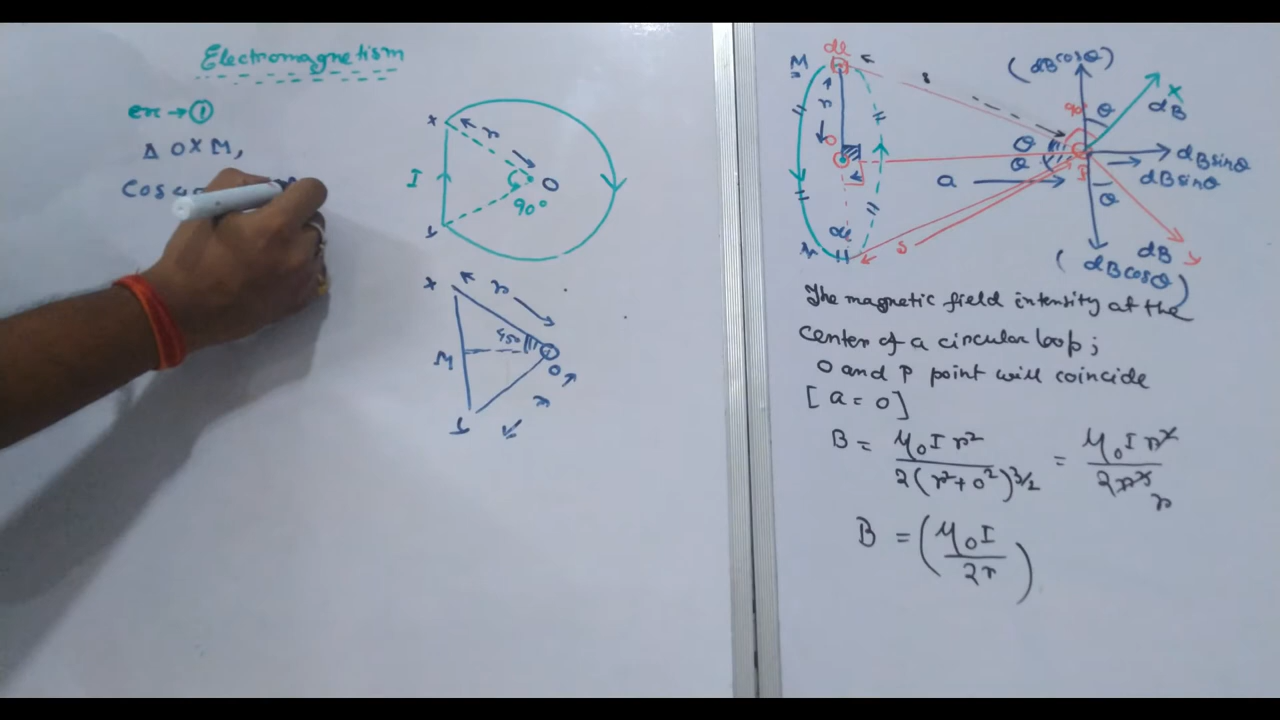 Electromagnetism
ex → ①
Δ OXM,
Cos 45
X
r
I
O
90°
Y
X
r
45°
M
O
r
Y
dl
M
r
O
a
dl
s
s
(dB cosθ)
X
90°
θ
dB
θ
θ
P
dB sinθ
dB sinθ
θ
dB
Y
(dB cosθ)
The magnetic field intensity at the
center of a circular loop;
O and P point will coincide
[a = 0]
B = μ₀ I r² / 2(r²+0²)^3/2 = μ₀ I r² / 2r³ r
B = (μ₀ I / 2r)